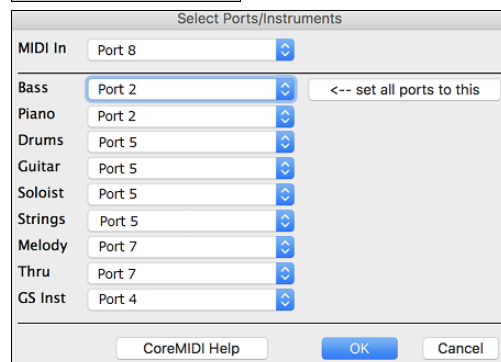 Select Ports/Instruments
MIDI In Port 8
Bass Port 2 <-- set all ports to this
Piano Port 2
Drums Port 5
Guitar Port 5
Soloist Port 5
Strings Port 5
Melody Port 7
Thru Port 7
GS Inst Port 4
CoreMIDI Help OK Cancel